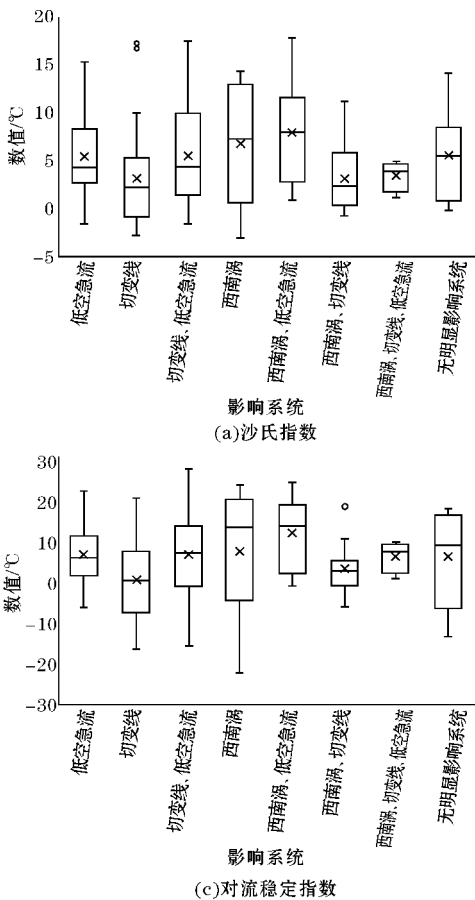 20
15
10
5
0
-5
数值/℃
低空急流
切变线
切变线、低空急流
西南涡
西南涡、低空急流
西南涡、切变线
西南涡、切变线、低空急流
无明显影响系统
影响系统
(a)沙氏指数
30
20
10
0
-10
-20
-30
数值/℃
低空急流
切变线
切变线、低空急流
西南涡
西南涡、低空急流
西南涡、切变线
西南涡、切变线、低空急流
无明显影响系统
影响系统
(c)对流稳定指数